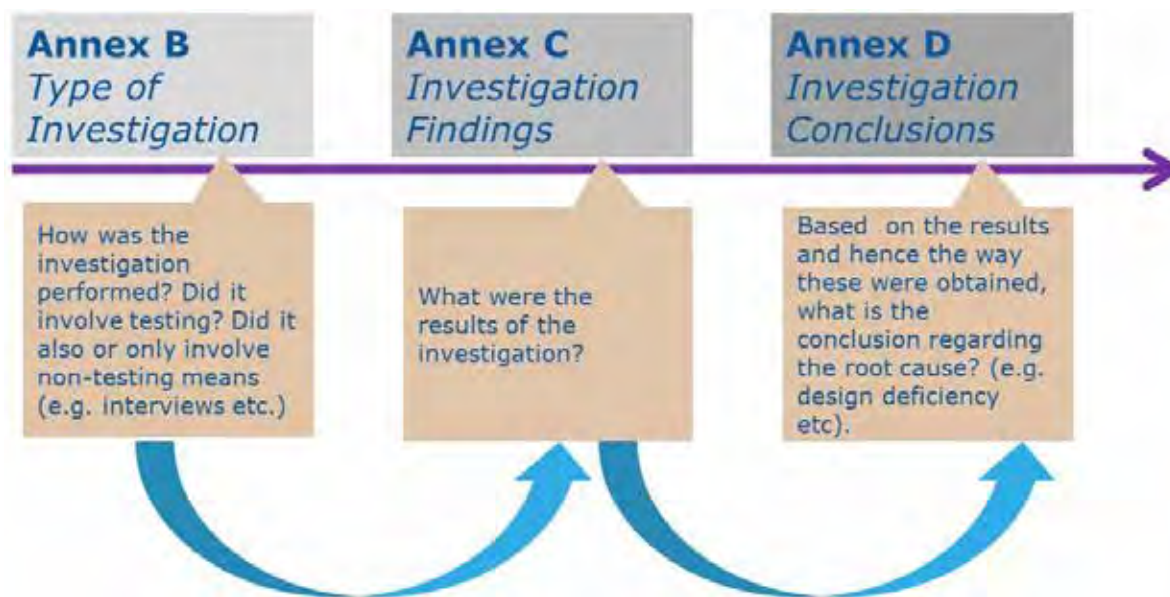 Annex B
Type of
Investigation
Annex C
Investigation
Findings
Annex D
Investigation
Conclusions
How was the
investigation
performed? Did it
involve testing? Did it
also or only involve
non-testing means
(e.g. interviews etc.)
What were the
results of the
investigation?
Based on the results
and hence the way
these were obtained,
what is the
conclusion regarding
the root cause? (e.g.
design deficiency
etc).